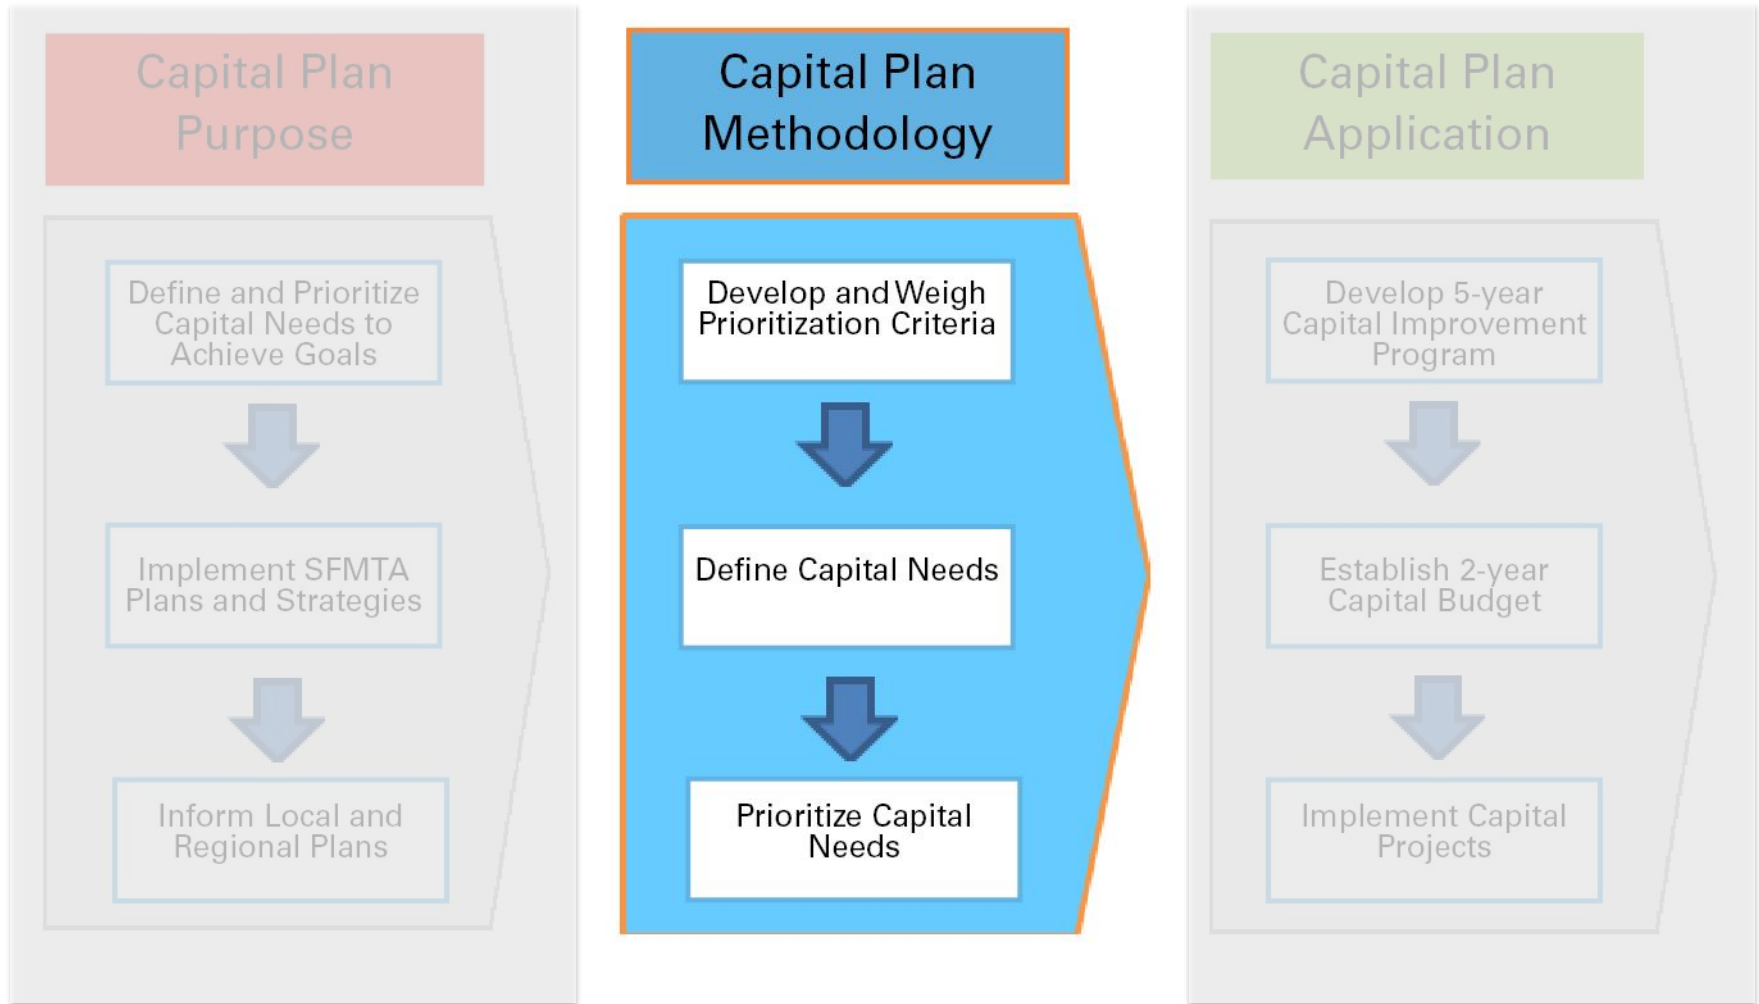 Capital Plan
Purpose
Define and Prioritize
Capital Needs to
Achieve Goals
Implement SFMTA
Plans and Strategies
Inform Local and
Regional Plans
Capital Plan
Methodology
Develop and Weigh
Prioritization Criteria
Define Capital Needs
Prioritize Capital
Needs
Capital Plan
Application
Develop 5-year
Capital Improvement
Program
Establish 2-year
Capital Budget
Implement Capital
Projects